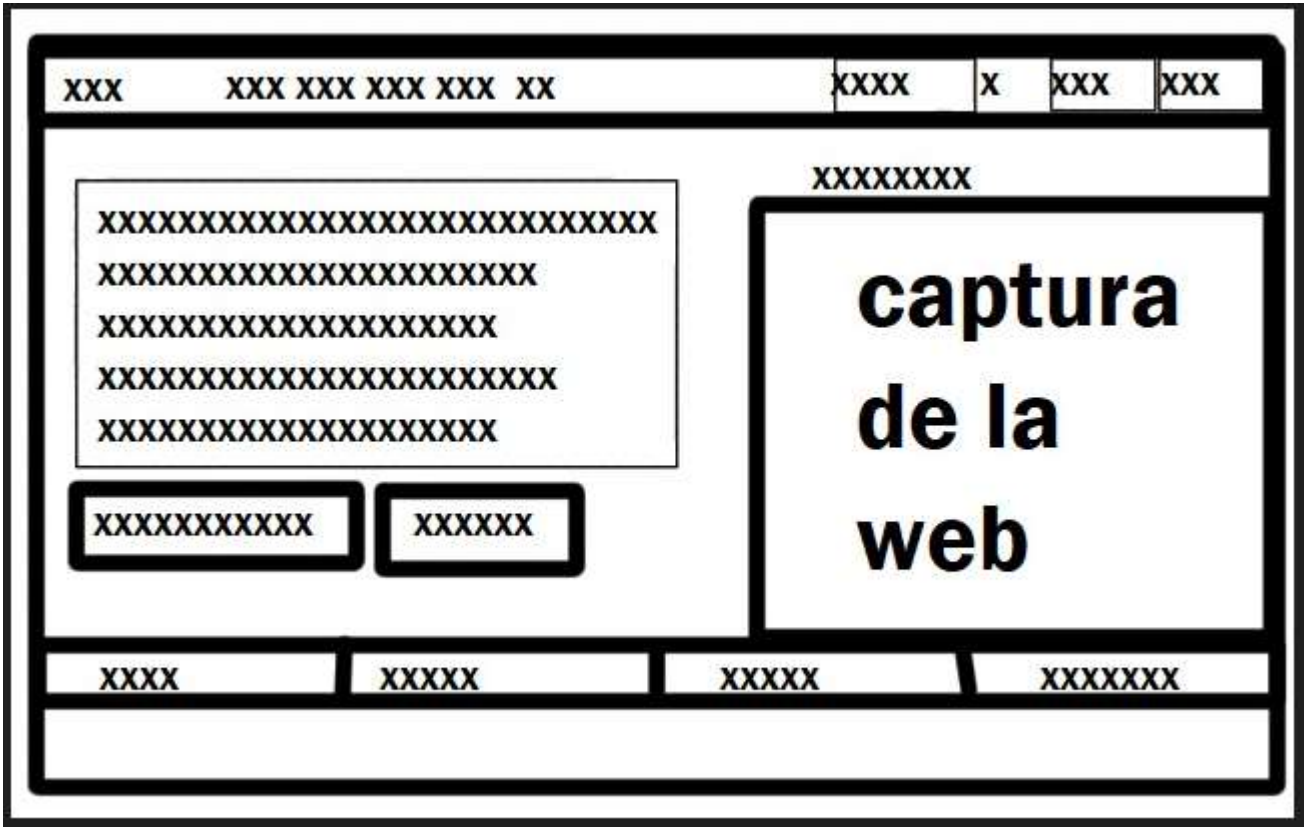 XXX XXX XXX XXX XXX XX XXXX X XXX XXX
XXXXXXXX
XXXXXXXXXXXXXXXXXXXXXXXXXXXX
XXXXXXXXXXXXXXXXXXXXXX
XXXXXXXXXXXXXXXXXXXX
XXXXXXXXXXXXXXXXXXXXXXX
XXXXXXXXXXXXXXXXXXXX
XXXXXXXXXXX XXXXXX
captura
de la
web
XXXX XXXXX XXXXX XXXXXXX